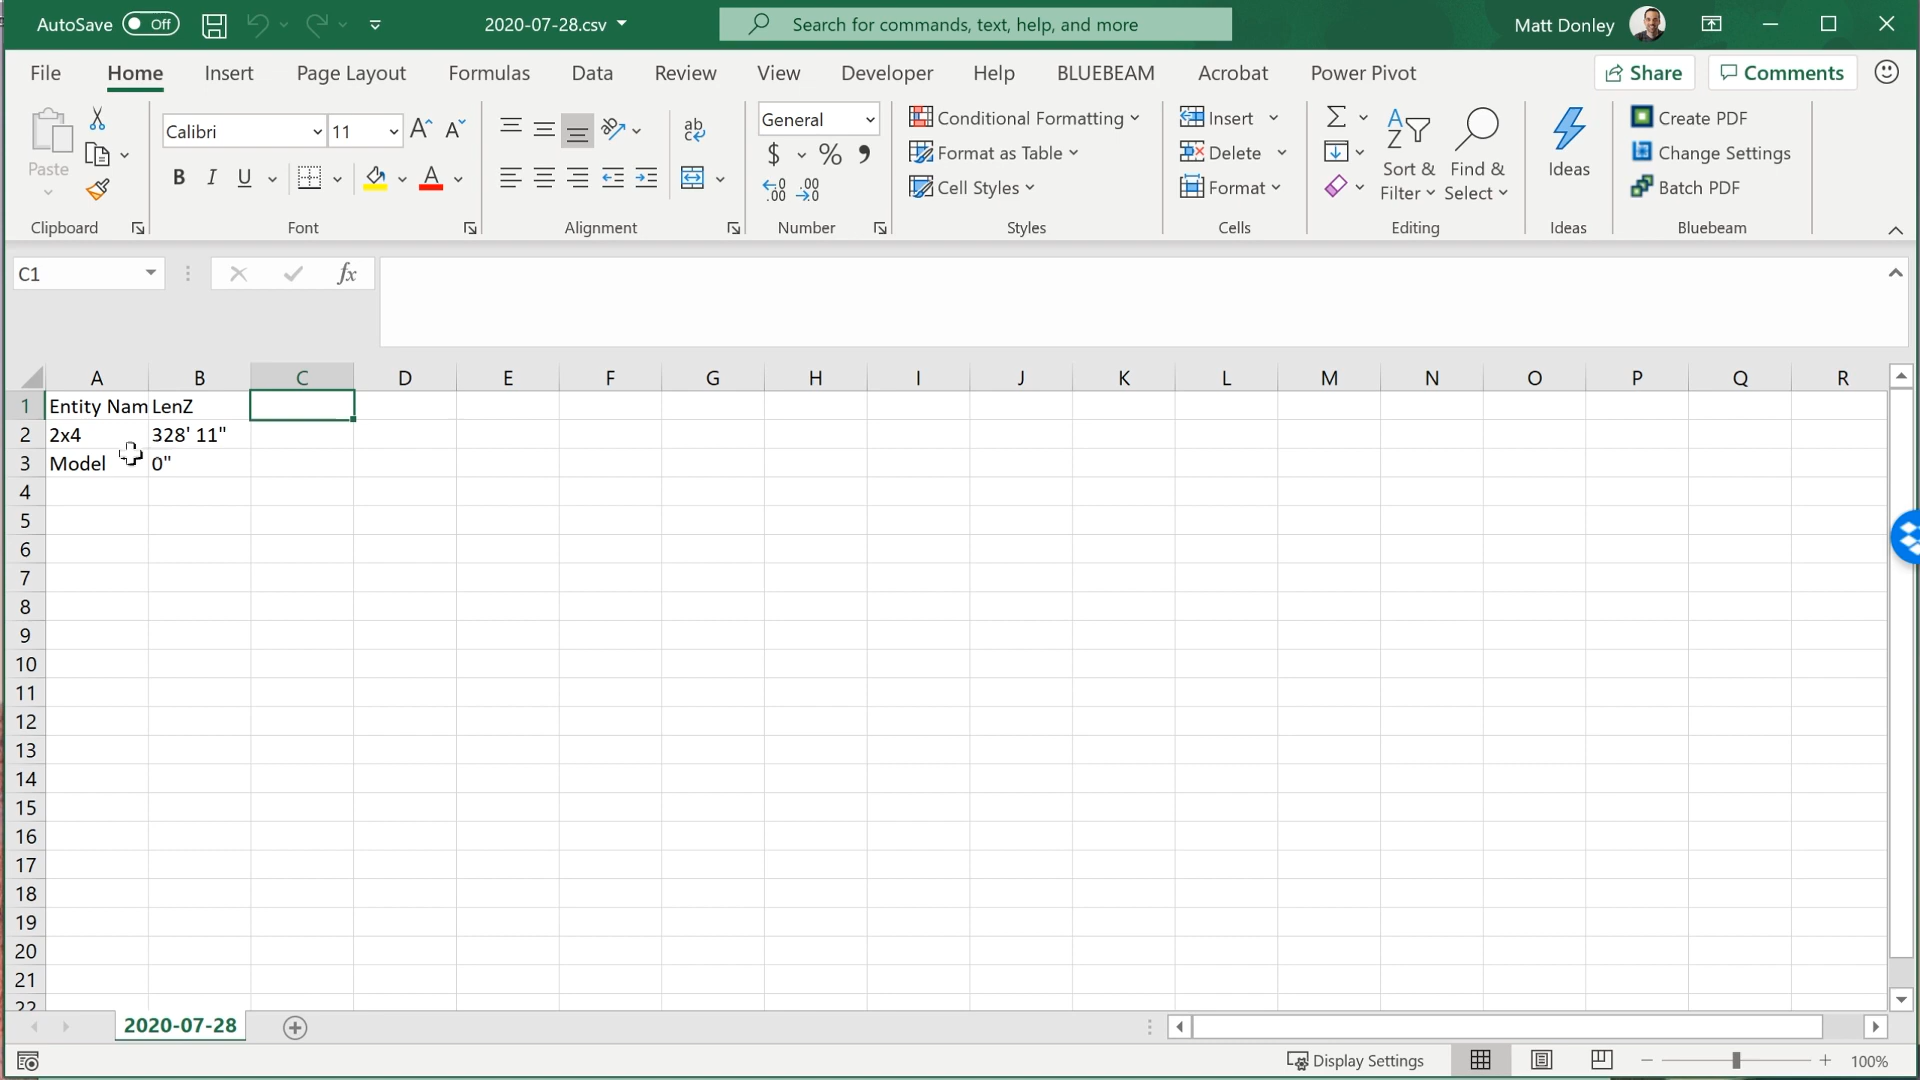 AutoSave Off 2020-07-28.csv Search for commands, text, help, and more Matt Donley
File Home Insert Page Layout Formulas Data Review View Developer Help BLUEBEAM Acrobat Power Pivot Share Comments
Paste
Clipboard
Calibri 11
B I U
Font
ab
Alignment
General
$ % ,
Number
Conditional Formatting
Format as Table
Cell Styles
Styles
Insert
Delete
Format
Cells
Sort & Filter
Find & Select
Editing
Ideas
Ideas
Create PDF
Change Settings
Batch PDF
Bluebeam
C1 fx
A B C D E F G H I J K L M N O P Q R
1 Entity Nam LenZ
2 2x4 328' 11"
3 Model 0"
4
5
6
7
8
9
10
11
12
13
14
15
16
17
18
19
20
21
22
2020-07-28
Display Settings 100%